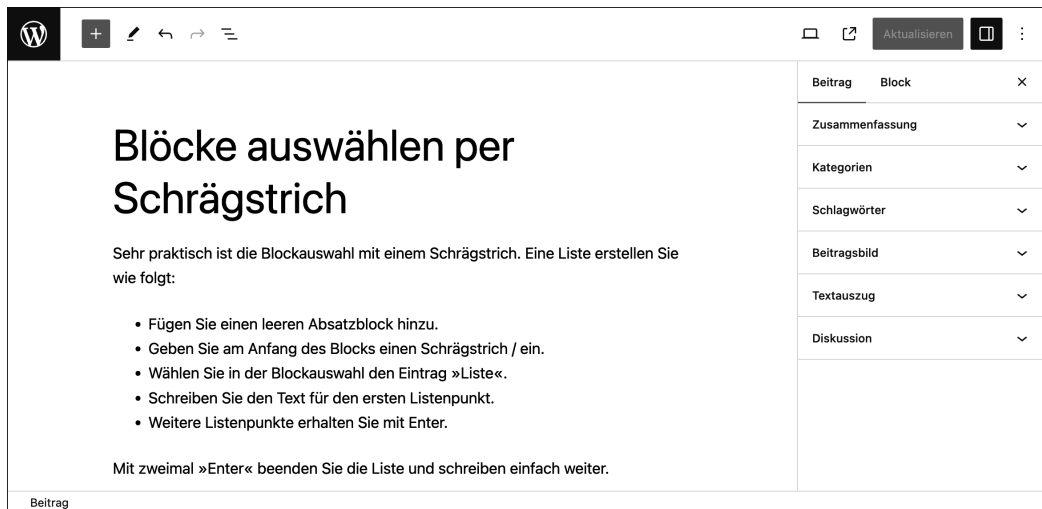 Aktualisieren
Beitrag Block
Zusammenfassung
Kategorien
Schlagwörter
Beitragsbild
Textauszug
Diskussion
Blöcke auswählen per
Schrägstrich
Sehr praktisch ist die Blockauswahl mit einem Schrägstrich. Eine Liste erstellen Sie
wie folgt:
• Fügen Sie einen leeren Absatzblock hinzu.
• Geben Sie am Anfang des Blocks einen Schrägstrich / ein.
• Wählen Sie in der Blockauswahl den Eintrag »Liste«.
• Schreiben Sie den Text für den ersten Listenpunkt.
• Weitere Listenpunkte erhalten Sie mit Enter.
Mit zweimal »Enter« beenden Sie die Liste und schreiben einfach weiter.
Beitrag